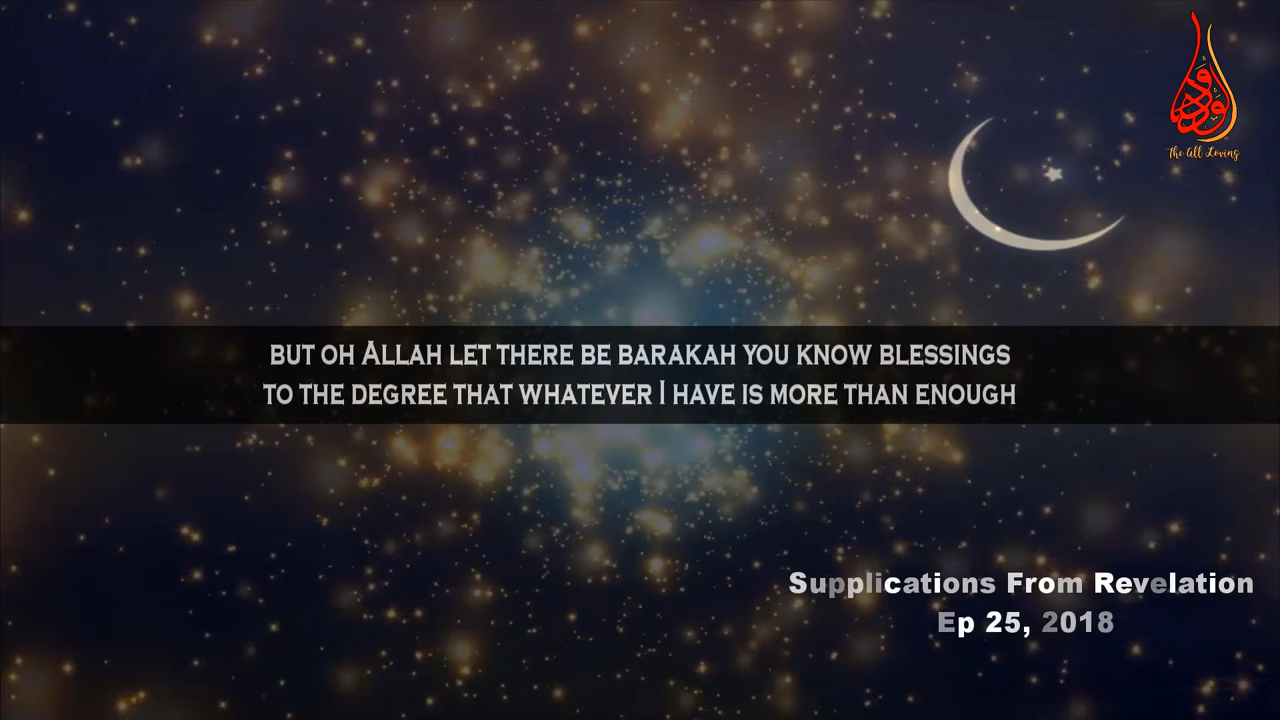 ودود
The All Loving
BUT OH ALLAH LET THERE BE BARAKAH YOU KNOW BLESSINGS
TO THE DEGREE THAT WHATEVER I HAVE IS MORE THAN ENOUGH
Supplications From Revelation
Ep 25, 2018